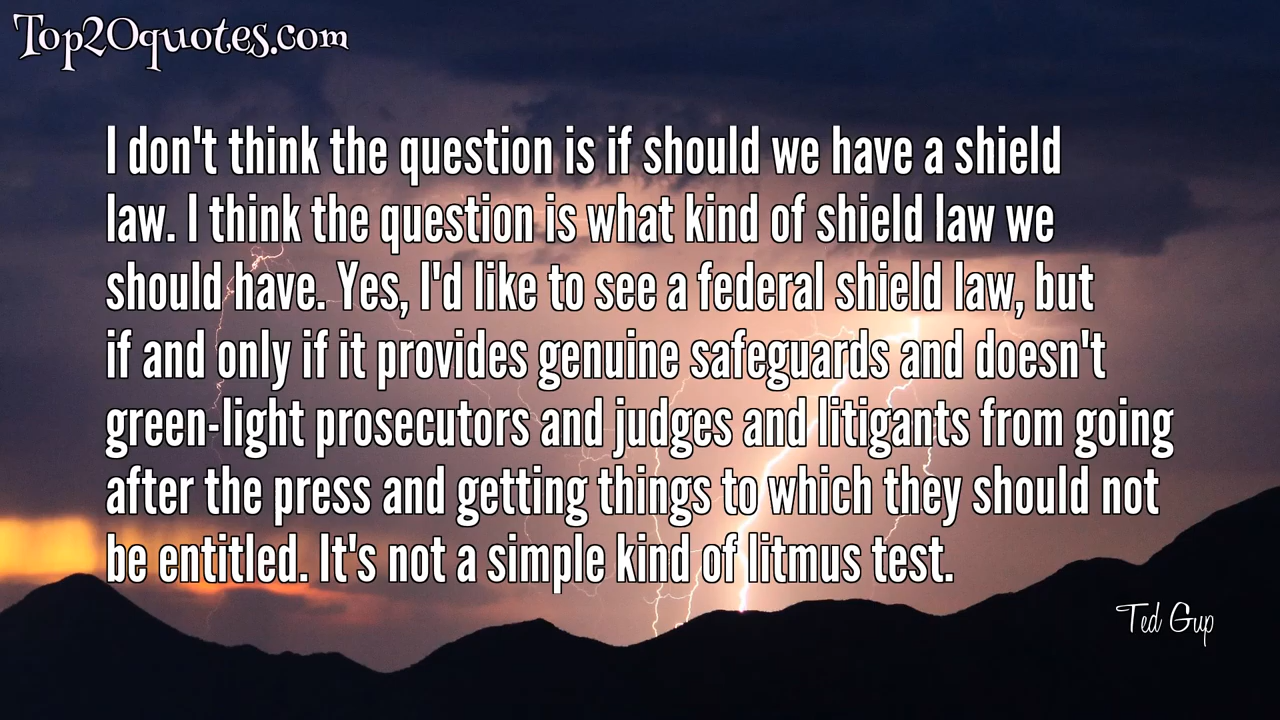 Top20quotes.com
I don't think the question is if should we have a shield
law. I think the question is what kind of shield law we
should have. Yes, I'd like to see a federal shield law, but
if and only if it provides genuine safeguards and doesn't
green-light prosecutors and judges and litigants from going
after the press and getting things to which they should not
be entitled. It's not a simple kind of litmus test.
Ted Gup